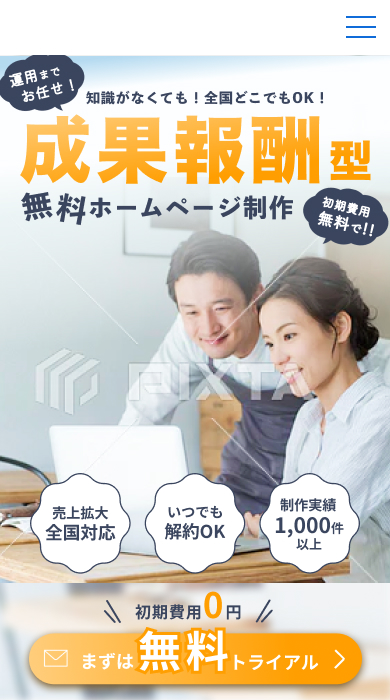 運用まで
お任せ！
知識がなくても！全国どこでもOK！
成果報酬型
無料ホームページ制作
初期費用
無料で!!
PIXTA
売上拡大
全国対応
いつでも
解約OK
制作実績
1,000件
以上
初期費用0円
まずは無料トライアル